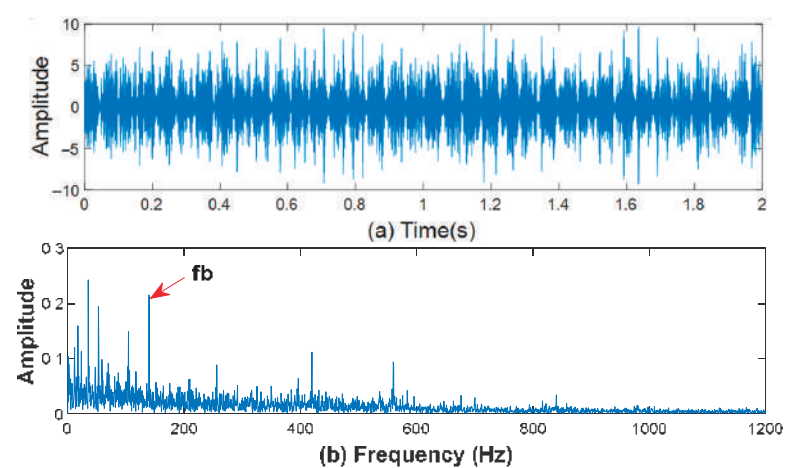 10
5
0
−5
−10
Amplitude
0 0.2 0.4 0.6 0.8 1 1.2 1.4 1.6 1.8 2
(a) Time(s)
0 3
0 2
0 1
0
Amplitude
fb
0 200 400 600 800 1000 1200
(b) Frequency (Hz)